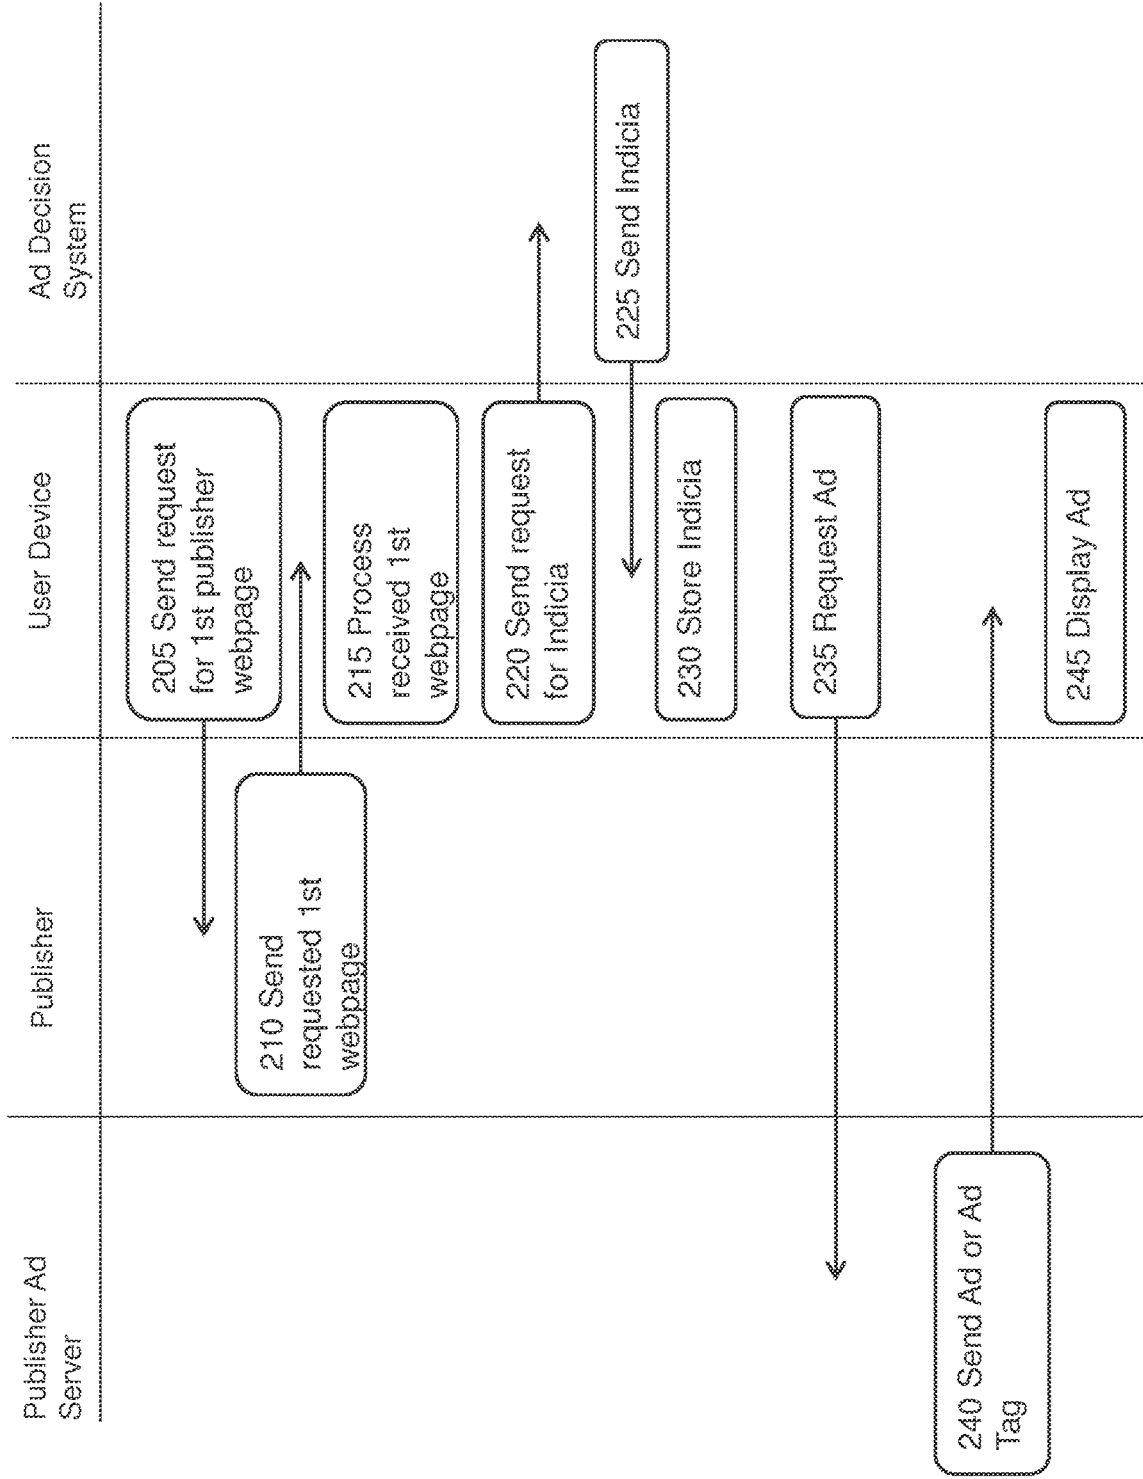 Publisher Ad
Server
Publisher
User Device
Ad Decision
System
205 Send request
for 1st publisher
webpage
210 Send
requested 1st
webpage
215 Process
received 1st
webpage
220 Send request
for Indicia
225 Send Indicia
230 Store Indicia
235 Request Ad
240 Send Ad or Ad
Tag
245 Display Ad